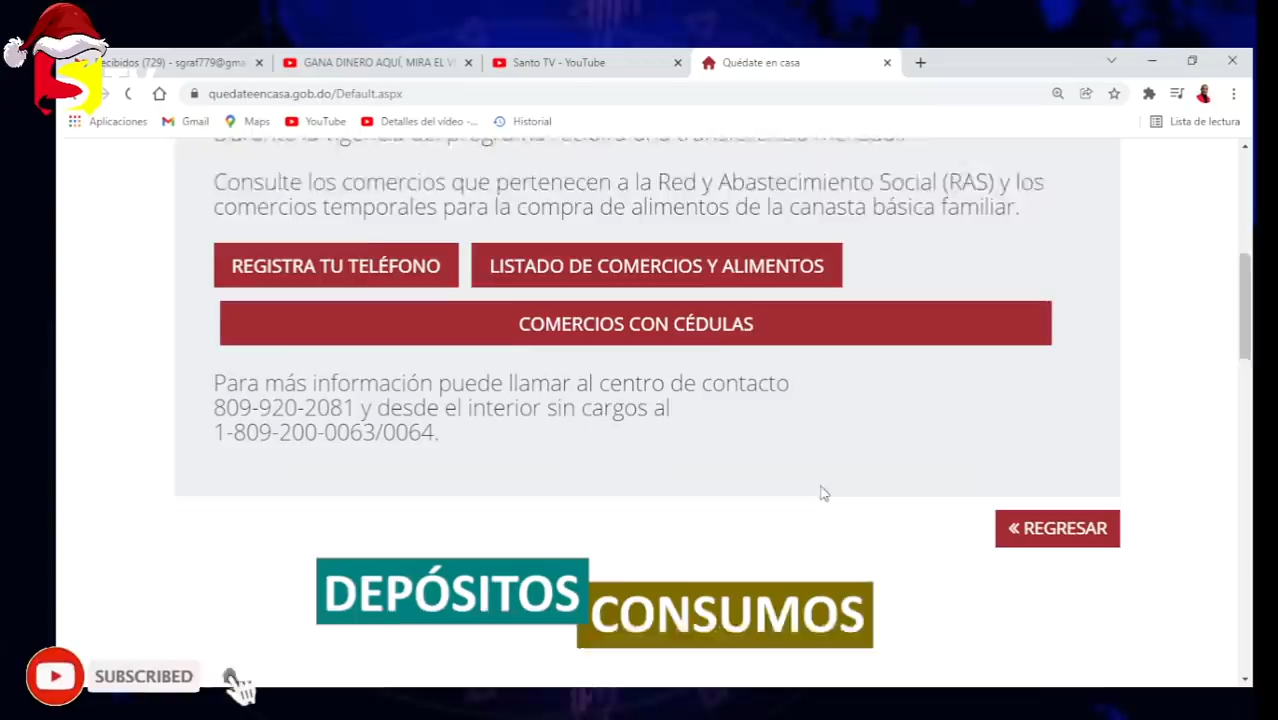 Recibidos (729) - sgraf779@gma
GANA DINERO AQUÍ, MIRA EL V
Santo TV - YouTube
Quédate en casa
quedateencasa.gob.do/Default.aspx
Aplicaciones
Gmail
Maps
YouTube
Detalles del vídeo -...
Historial
Lista de lectura
Consulte los comercios que pertenecen a la Red y Abastecimiento Social (RAS) y los
comercios temporales para la compra de alimentos de la canasta básica familiar.
REGISTRA TU TELÉFONO
LISTADO DE COMERCIOS Y ALIMENTOS
COMERCIOS CON CÉDULAS
Para más información puede llamar al centro de contacto
809-920-2081 y desde el interior sin cargos al
1-809-200-0063/0064.
« REGRESAR
DEPÓSITOS
CONSUMOS
SUBSCRIBED